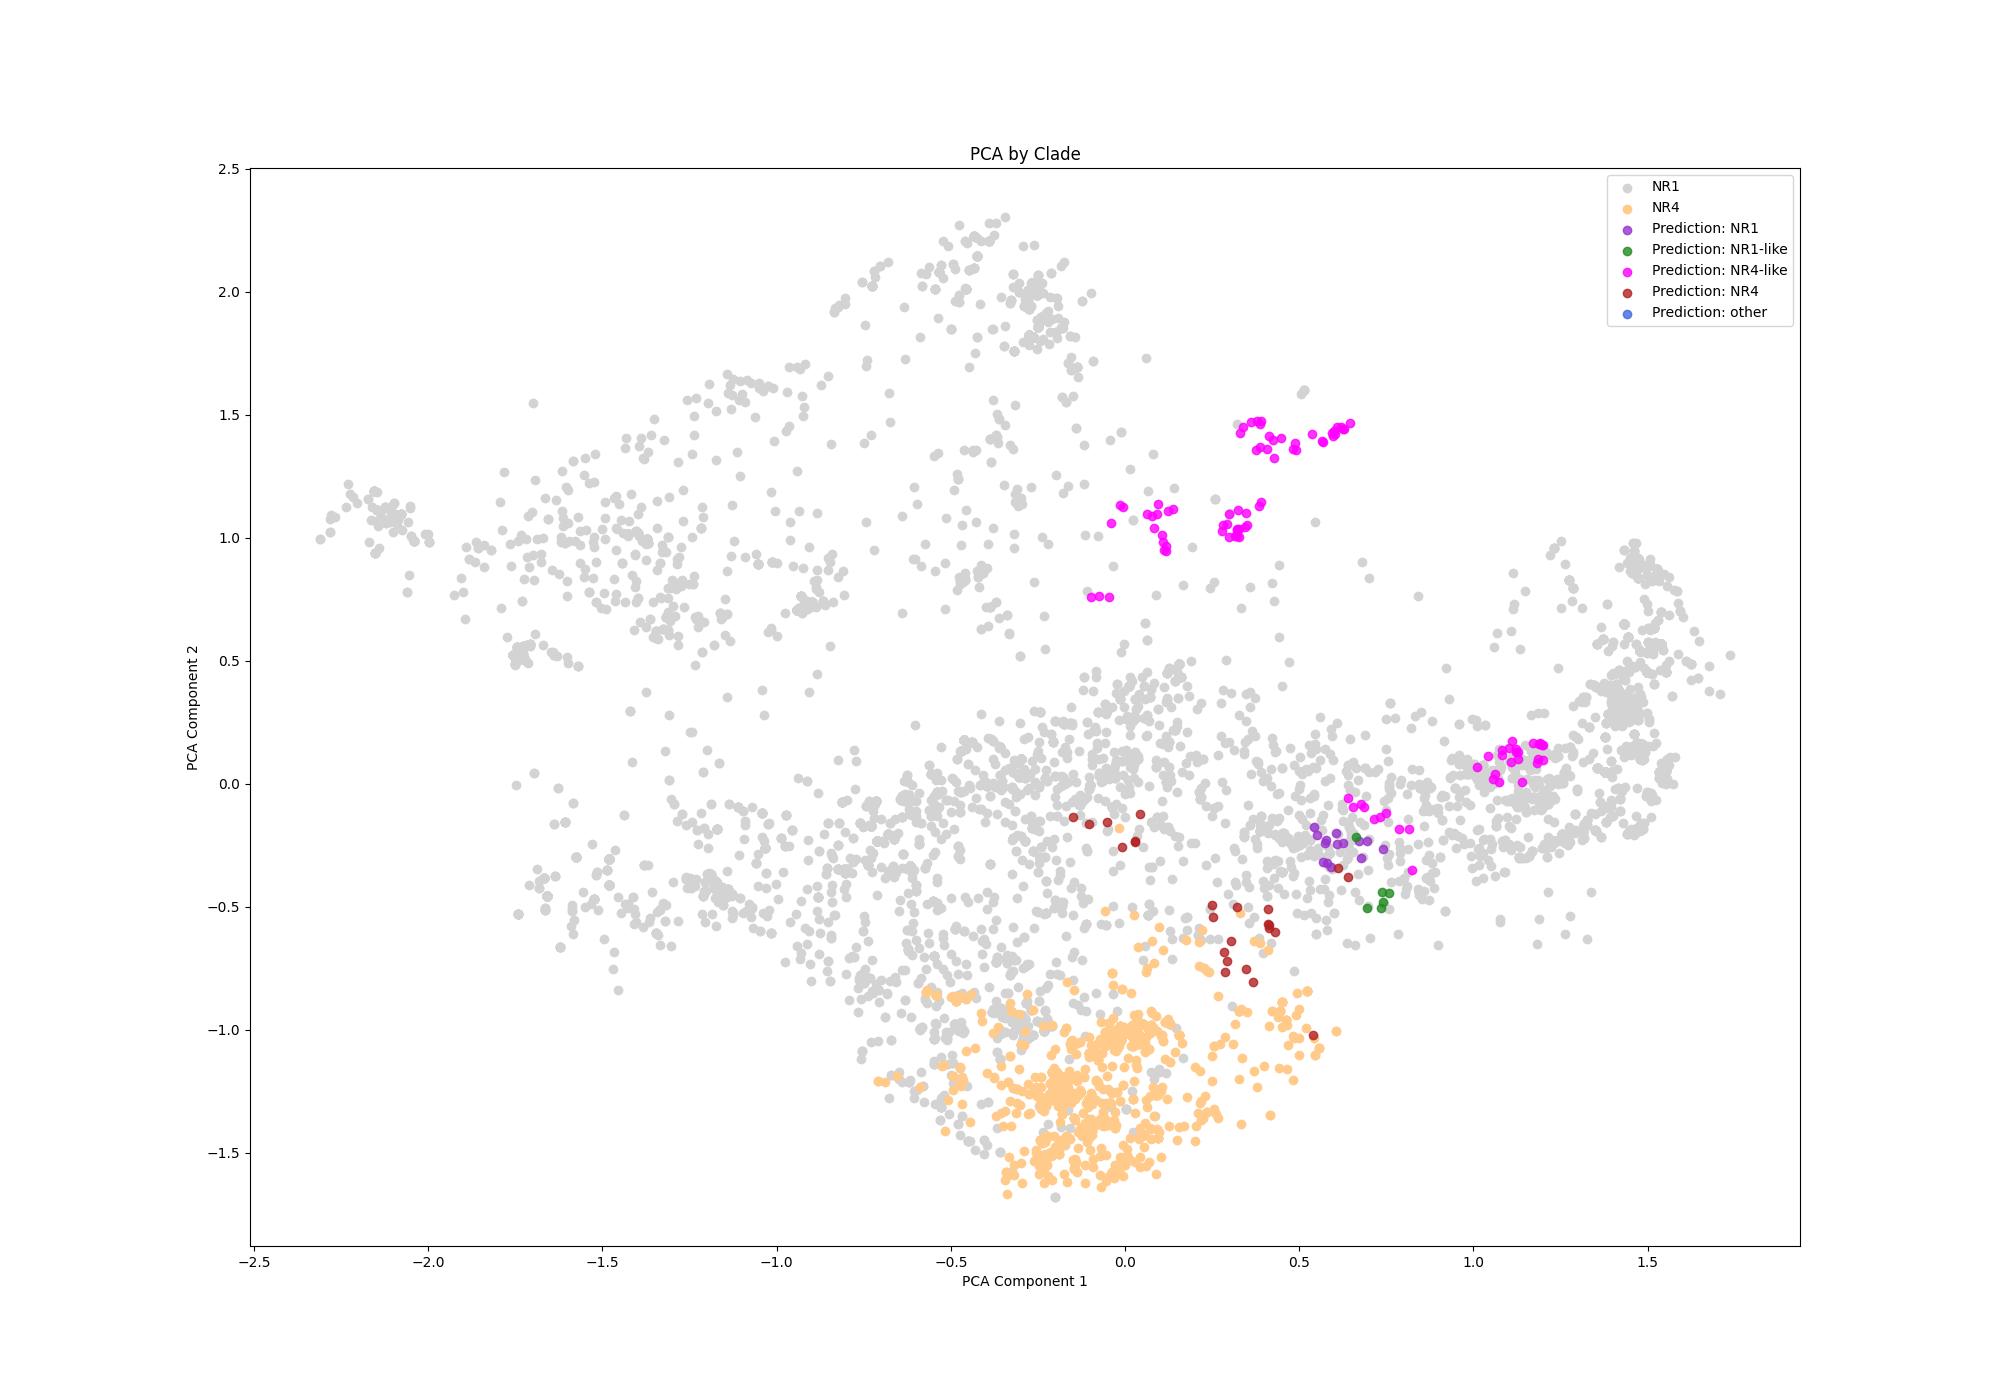 PCA by Clade
2.5
2.0
1.5
1.0
0.5
0.0
−0.5
−1.0
−1.5
PCA Component 2
NR1
NR4
Prediction: NR1
Prediction: NR1-like
Prediction: NR4-like
Prediction: NR4
Prediction: other
−2.5 −2.0 −1.5 −1.0 −0.5 0.0 0.5 1.0 1.5
PCA Component 1